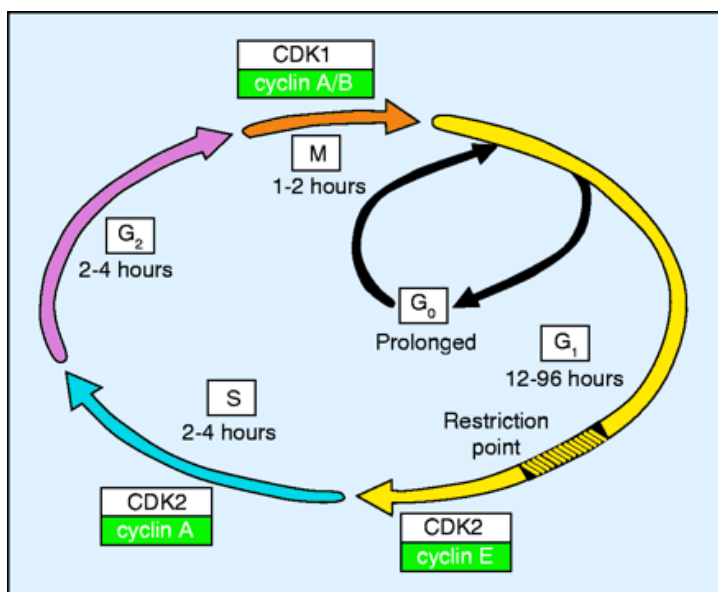 CDK1
cyclin A/B
M
1-2 hours
G₂
2-4 hours
G₀
Prolonged
G₁
12-96 hours
S
2-4 hours
Restriction
point
CDK2
cyclin A
CDK2
cyclin E